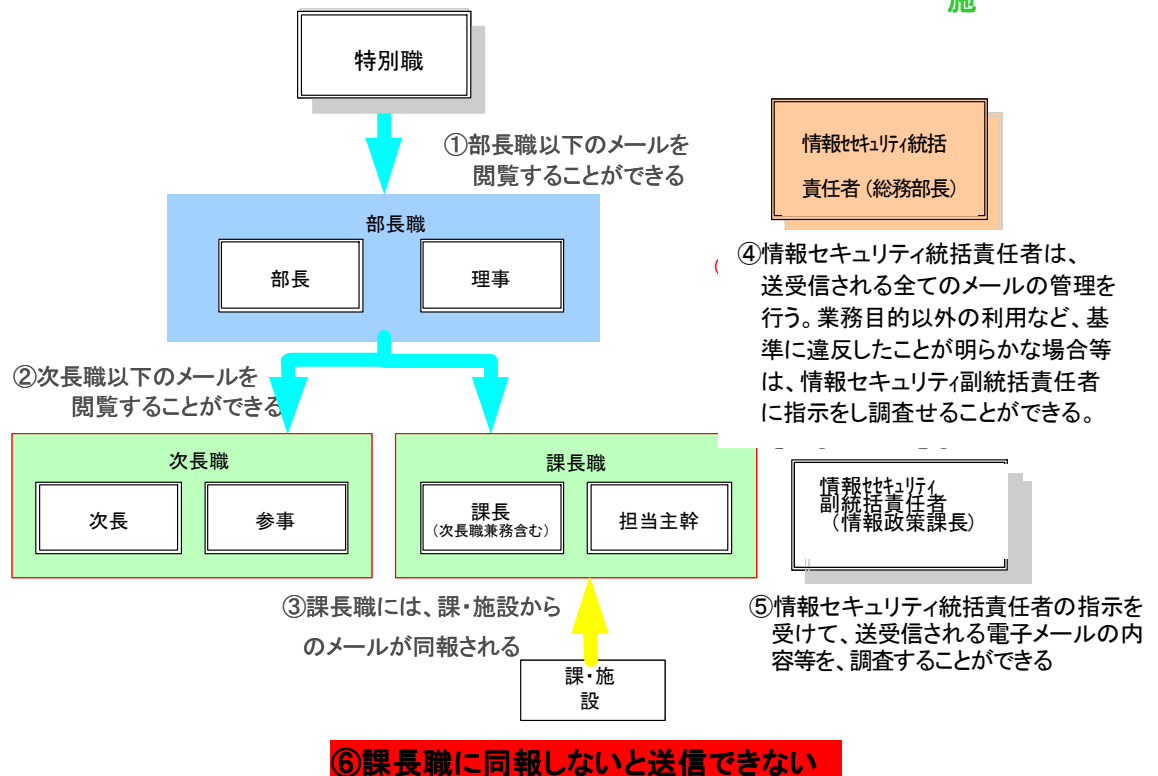 施
特別職
①部長職以下のメールを
閲覧することができる
部長職
部長
理事
②次長職以下のメールを
閲覧することができる
次長職
次長
参事
課長職
課長
(次長職兼務含む)
担当主幹
③課長職には、課・施設から
のメールが同報される
課・施
設
⑥課長職に同報しないと送信できない
情報セキュリティ統括
責任者(総務部長)
④情報セキュリティ統括責任者は、
送受信される全てのメールの管理を
行う。業務目的以外の利用など、基
準に違反したことが明らかな場合等
は、情報セキュリティ副統括責任者
に指示をし調査せることができる。
情報セキュリティ
副統括責任者
(情報政策課長)
⑤情報セキュリティ統括責任者の指示を
受けて、送受信される電子メールの内
容等を、調査することができる